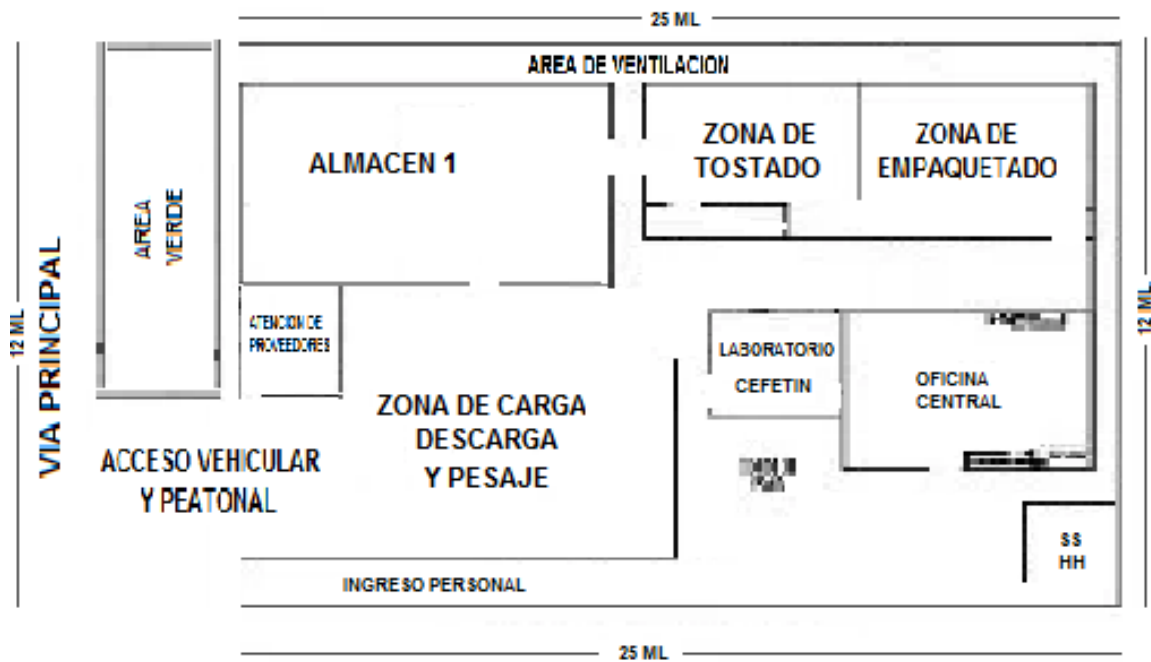 25 ML
AREA DE VENTILACION
ALMACEN 1
ZONA DE
TOSTADO
ZONA DE
EMPAQUETADO
AREA
VERDE
VIA PRINCIPAL
12 ML
12 ML
ATENCION DE
PROVEEDORES
LABORATORIO
CEFETIN
OFICINA
CENTRAL
ZONA DE CARGA
DESCARGA
Y PESAJE
ACCESO VEHICULAR
Y PEATONAL
SS
HH
INGRESO PERSONAL
25 ML